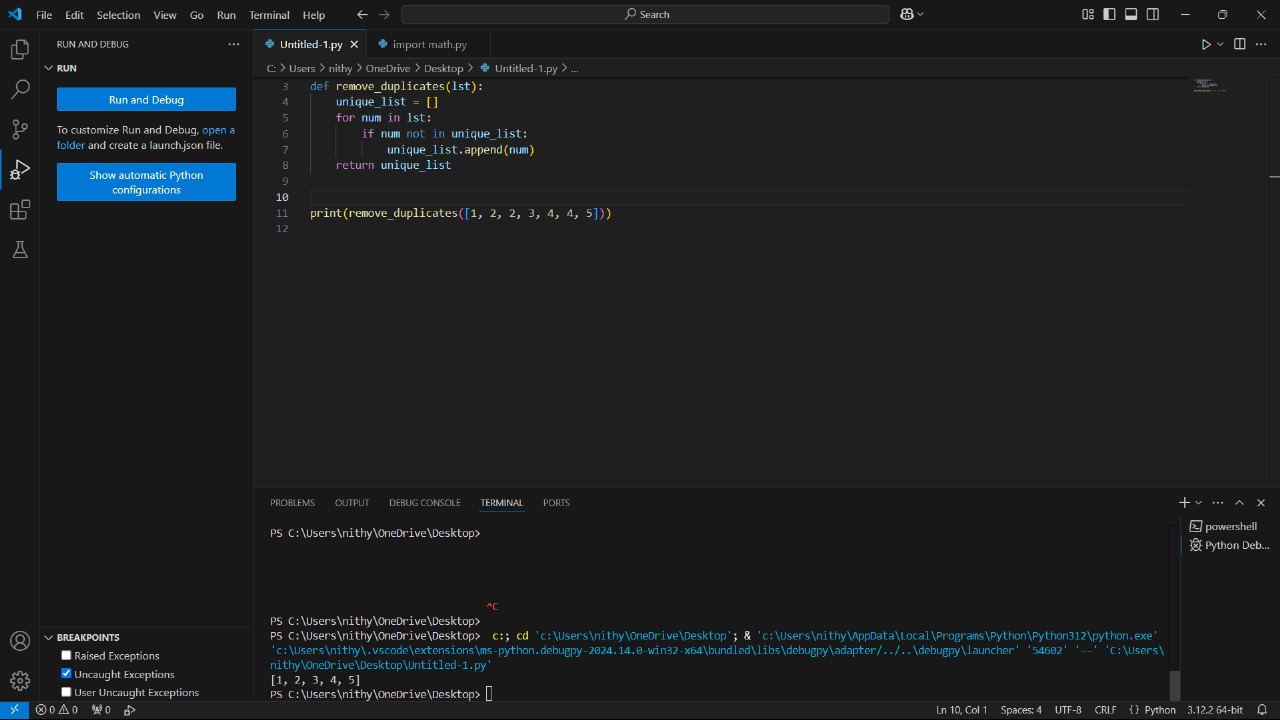 File Edit Selection View Go Run Terminal Help
Search
RUN AND DEBUG
Untitled-1.py
import math.py
RUN
C: > Users > nithy > OneDrive > Desktop > Untitled-1.py > ...
Run and Debug
To customize Run and Debug, open a
folder and create a launch.json file.
Show automatic Python
configurations
3 def remove_duplicates(lst):
4 unique_list = []
5 for num in lst:
6 if num not in unique_list:
7 unique_list.append(num)
8 return unique_list
9
10
11 print(remove_duplicates([1, 2, 2, 3, 4, 4, 5]))
12
PROBLEMS OUTPUT DEBUG CONSOLE TERMINAL PORTS
powershell
Python Deb...
PS C:\Users\nithy\OneDrive\Desktop>
^C
PS C:\Users\nithy\OneDrive\Desktop>
PS C:\Users\nithy\OneDrive\Desktop> c:; cd 'c:\Users\nithy\OneDrive\Desktop'; & 'c:\Users\nithy\AppData\Local\Programs\Python\Python312\python.exe'
'c:\Users\nithy\.vscode\extensions\ms-python.debugpy-2024.14.0-win32-x64\bundled\libs\debugpy\adapter/../..\debugpy\launcher' '54602' '--' 'C:\Users\
nithy\OneDrive\Desktop\Untitled-1.py'
[1, 2, 3, 4, 5]
PS C:\Users\nithy\OneDrive\Desktop>
BREAKPOINTS
Raised Exceptions
Uncaught Exceptions
User Uncaught Exceptions
0 0 0
Ln 10, Col 1 Spaces: 4 UTF-8 CRLF {} Python 3.12.2 64-bit